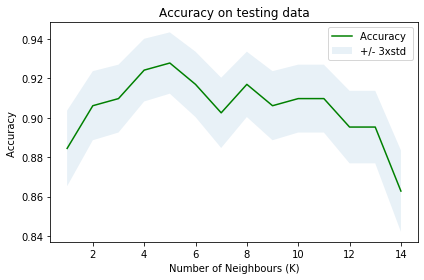 Accuracy on testing data
Accuracy
+/- 3xstd
0.94
0.92
0.90
0.88
0.86
0.84
Accuracy
2
4
6
8
10
12
14
Number of Neighbours (K)